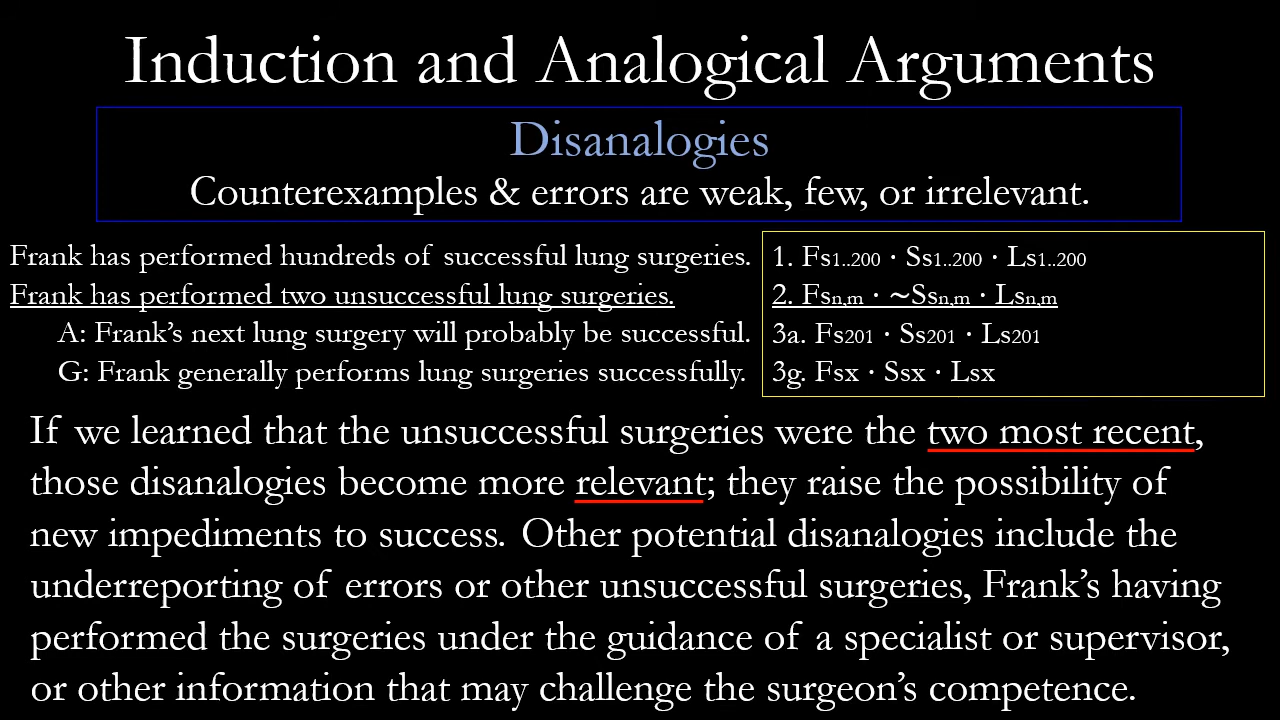 Induction and Analogical Arguments
Disanalogies
Counterexamples & errors are weak, few, or irrelevant.
Frank has performed hundreds of successful lung surgeries.
Frank has performed two unsuccessful lung surgeries.
A: Frank's next lung surgery will probably be successful.
G: Frank generally performs lung surgeries successfully.
1. Fs1..200 · Ss1..200 · Ls1..200
2. Fsn,m · ~Ssn,m · Lsn,m
3a. Fs201 · Ss201 · Ls201
3g. Fsx · Ssx · Lsx
If we learned that the unsuccessful surgeries were the two most recent,
those disanalogies become more relevant; they raise the possibility of
new impediments to success. Other potential disanalogies include the
underreporting of errors or other unsuccessful surgeries, Frank's having
performed the surgeries under the guidance of a specialist or supervisor,
or other information that may challenge the surgeon's competence.